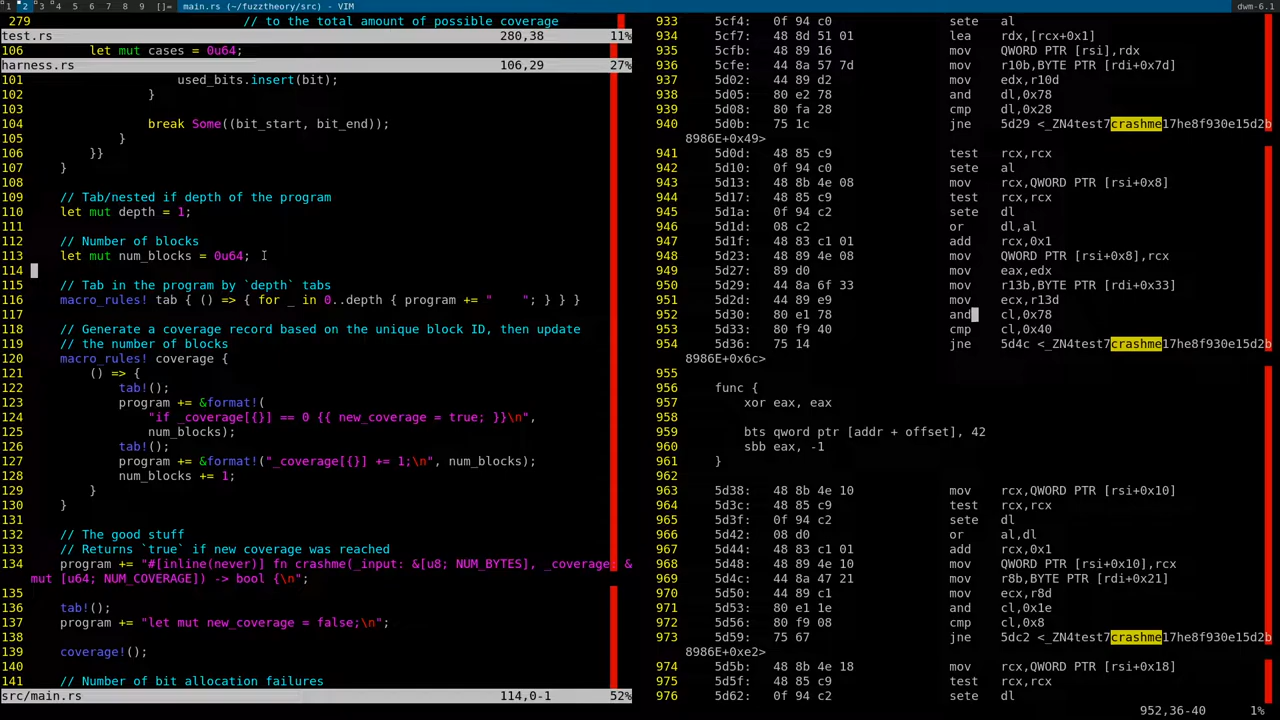 1 2 3 4 5 6 7 8 9 []= main.rs (~/fuzztheory/src) - VIM dwm-6.1
279 // to the total amount of possible coverage
test.rs 280,38 11%
106 let mut cases = 0u64;
harness.rs 106,29 27%
101 used_bits.insert(bit);
102 }
103
104 break Some((bit_start, bit_end));
105 }
106 }}
107 }
108
109 // Tab/nested if depth of the program
110 let mut depth = 1;
111
112 // Number of blocks
113 let mut num_blocks = 0u64;
114
115 // Tab in the program by `depth` tabs
116 macro_rules! tab { () => { for _ in 0..depth { program += "    "; } } }
117
118 // Generate a coverage record based on the unique block ID, then update
119 // the number of blocks
120 macro_rules! coverage {
121 () => {
122 tab!();
123 program += &format!(
124 "if _coverage[{}] == 0 {{ new_coverage = true; }}\n",
125 num_blocks);
126 tab!();
127 program += &format!("_coverage[{}] += 1;\n", num_blocks);
128 num_blocks += 1;
129 }
130 }
131
132 // The good stuff
133 // Returns `true` if new coverage was reached
134 program += "#[inline(never)] fn crashme(_input: &[u8; NUM_BYTES], _coverage: &
mut [u64; NUM_COVERAGE]) -> bool {\n";
135
136 tab!();
137 program += "let mut new_coverage = false;\n";
138
139 coverage!();
140
141 // Number of bit allocation failures
src/main.rs 114,0-1 52%
933 5cf4: 0f 94 c0 sete al
934 5cf7: 48 8d 51 01 lea rdx,[rcx+0x1]
935 5cfb: 48 89 16 mov QWORD PTR [rsi],rdx
936 5cfe: 44 8a 57 7d mov r10b,BYTE PTR [rdi+0x7d]
937 5d02: 44 89 d2 mov edx,r10d
938 5d05: 80 e2 78 and dl,0x78
939 5d08: 80 fa 28 cmp dl,0x28
940 5d0b: 75 1c jne 5d29 <_ZN4test7crashme17he8f930e15d2b
8986E+0x49>
941 5d0d: 48 85 c9 test rcx,rcx
942 5d10: 0f 94 c0 sete al
943 5d13: 48 8b 4e 08 mov rcx,QWORD PTR [rsi+0x8]
944 5d17: 48 85 c9 test rcx,rcx
945 5d1a: 0f 94 c2 sete dl
946 5d1d: 08 c2 or dl,al
947 5d1f: 48 83 c1 01 add rcx,0x1
948 5d23: 48 89 4e 08 mov QWORD PTR [rsi+0x8],rcx
949 5d27: 89 d0 mov eax,edx
950 5d29: 44 8a 6f 33 mov r13b,BYTE PTR [rdi+0x33]
951 5d2d: 44 89 e9 mov ecx,r13d
952 5d30: 80 e1 78 and cl,0x78
953 5d33: 80 f9 40 cmp cl,0x40
954 5d36: 75 14 jne 5d4c <_ZN4test7crashme17he8f930e15d2b
8986E+0x6c>
955
956 func {
957 xor eax, eax
958
959 bts qword ptr [addr + offset], 42
960 sbb eax, -1
961 }
962
963 5d38: 48 8b 4e 10 mov rcx,QWORD PTR [rsi+0x10]
964 5d3c: 48 85 c9 test rcx,rcx
965 5d3f: 0f 94 c2 sete dl
966 5d42: 08 d0 or al,dl
967 5d44: 48 83 c1 01 add rcx,0x1
968 5d48: 48 89 4e 10 mov QWORD PTR [rsi+0x10],rcx
969 5d4c: 44 8a 47 21 mov r8b,BYTE PTR [rdi+0x21]
970 5d50: 44 89 c1 mov ecx,r8d
971 5d53: 80 e1 1e and cl,0x1e
972 5d56: 80 f9 08 cmp cl,0x8
973 5d59: 75 67 jne 5dc2 <_ZN4test7crashme17he8f930e15d2b
8986E+0xe2>
974 5d5b: 48 8b 4e 18 mov rcx,QWORD PTR [rsi+0x18]
975 5d5f: 48 85 c9 test rcx,rcx
976 5d62: 0f 94 c2 sete dl
952,36-40 1%